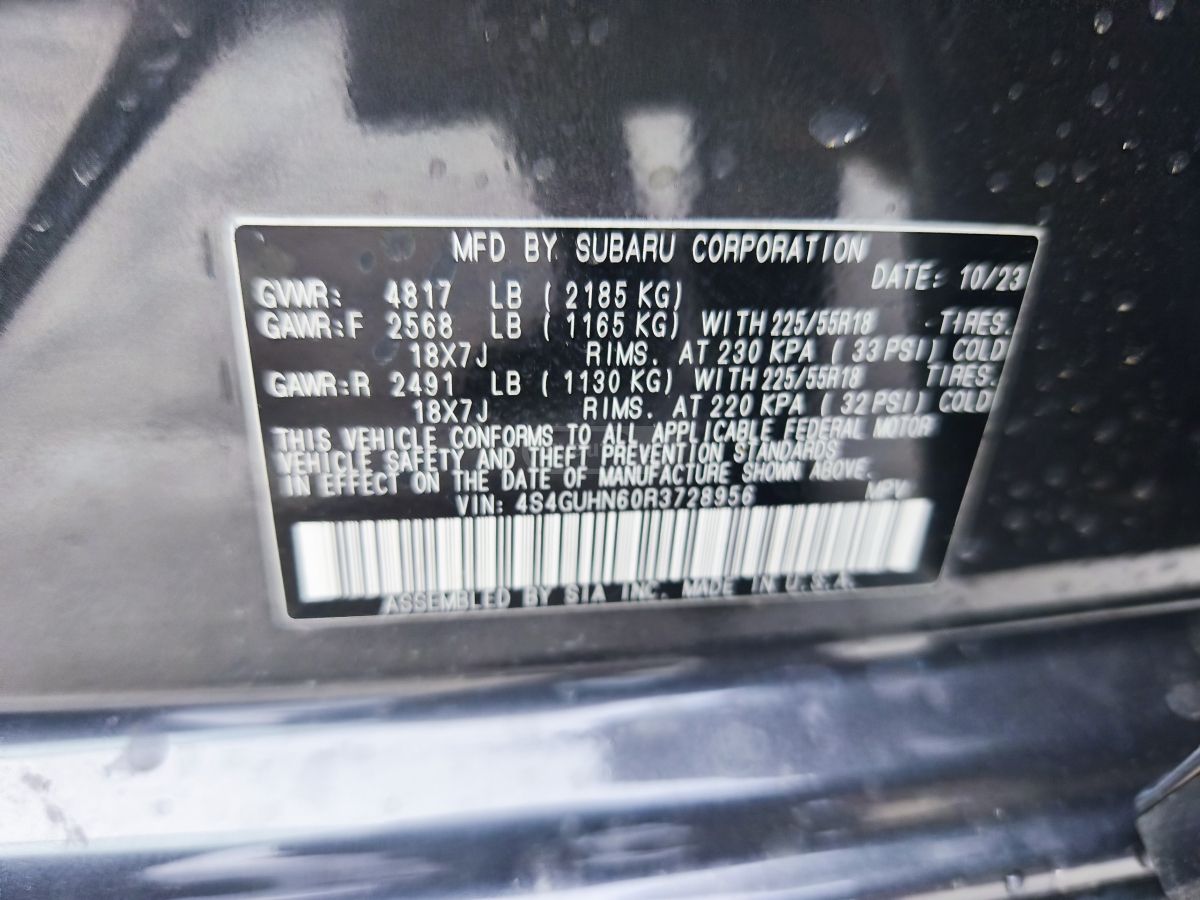 MFD BY SUBARU CORPORATION
DATE: 10/23
GVWR: 4817 LB ( 2185 KG)
GAWR:F 2568 LB ( 1165 KG) WITH 225/55R18 TIRES.
18X7J RIMS. AT 230 KPA ( 33 PSI) COLD
GAWR:R 2491 LB ( 1130 KG) WITH 225/55R18 TIRES.
18X7J RIMS. AT 220 KPA ( 32 PSI) COLD
THIS VEHICLE CONFORMS TO ALL APPLICABLE FEDERAL MOTOR
VEHICLE SAFETY AND THEFT PREVENTION STANDARDS
IN EFFECT ON THE DATE OF MANUFACTURE SHOWN ABOVE.
VIN: 4S4GUHN60R3728956 MPV
ASSEMBLED BY SIA INC. MADE IN U.S.A.